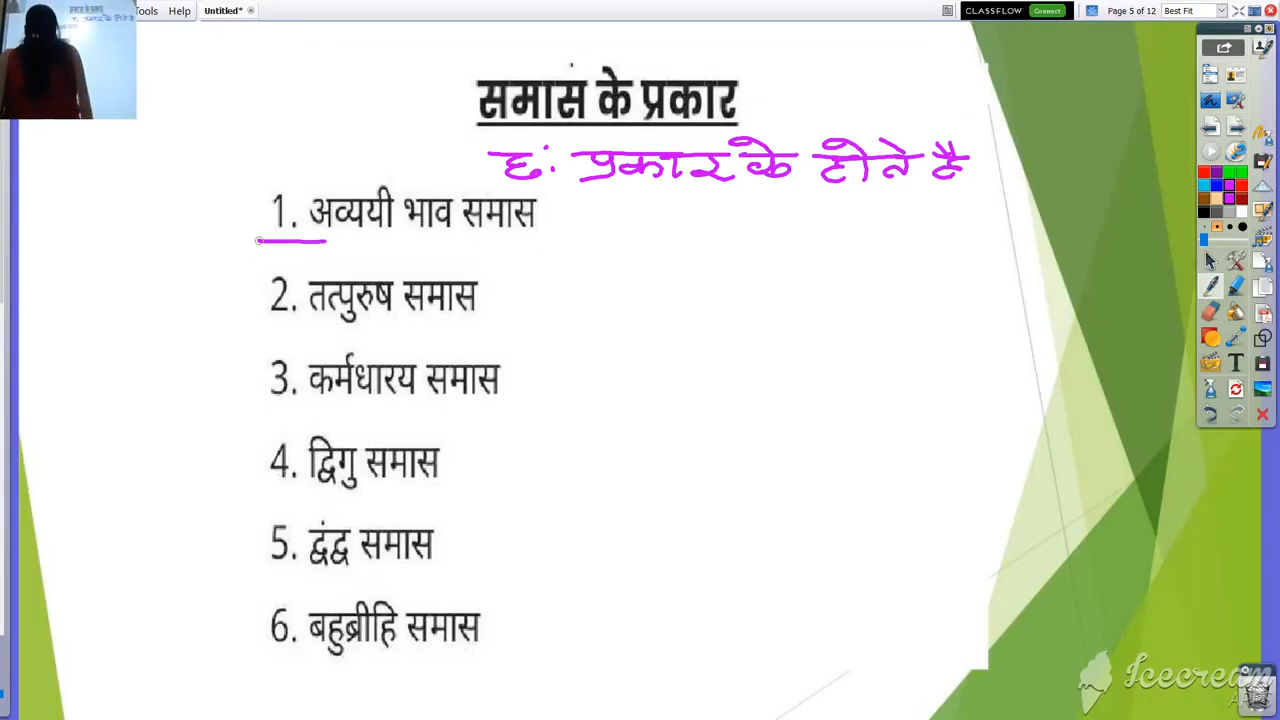 Tools Help Untitled* CLASSFLOW Connect Page 5 of 12 Best Fit
समास के प्रकार
छः प्रकार के होते है
1. अव्ययी भाव समास
2. तत्पुरुष समास
3. कर्मधारय समास
4. द्विगु समास
5. द्वंद्व समास
6. बहुब्रीहि समास
Icecream
APPS